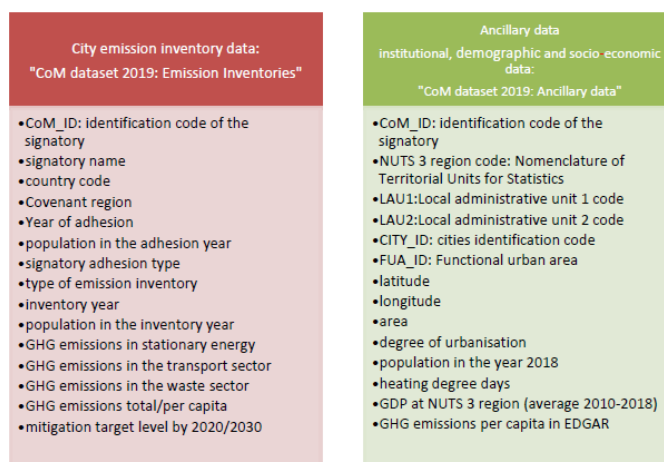 City emission inventory data:
"CoM dataset 2019: Emission Inventories"
•CoM_ID: identification code of the
signatory
•signatory name
•country code
•Covenant region
•Year of adhesion
•population in the adhesion year
•signatory adhesion type
•type of emission inventory
•inventory year
•population in the inventory year
•GHG emissions in stationary energy
•GHG emissions in the transport sector
•GHG emissions in the waste sector
•GHG emissions total/per capita
•mitigation target level by 2020/2030
Ancillary data
institutional, demographic and socio-economic
data:
"CoM dataset 2019: Ancillary data"
•CoM_ID: identification code of the
signatory
•NUTS 3 region code: Nomenclature of
Territorial Units for Statistics
•LAU1:Local administrative unit 1 code
•LAU2:Local administrative unit 2 code
•CITY_ID: cities identification code
•FUA_ID: Functional urban area
•latitude
•longitude
•area
•degree of urbanisation
•population in the year 2018
•heating degree days
•GDP at NUTS 3 region (average 2010-2018)
•GHG emissions per capita in EDGAR